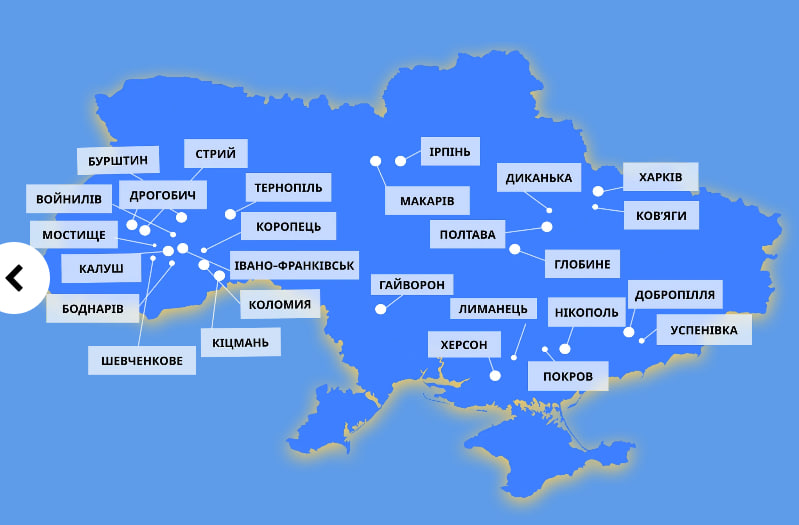 БУРШТИН
СТРИЙ
ІРПІНЬ
ВОЙНИЛІВ
ДРОГОБИЧ
ТЕРНОПІЛЬ
ДИКАНЬКА
ХАРКІВ
МАКАРІВ
КОВ’ЯГИ
МОСТИЩЕ
КОРОПЕЦЬ
ПОЛТАВА
КАЛУШ
ІВАНО-ФРАНКІВСЬК
ГЛОБИНЕ
ГАЙВОРОН
ДОБРОПІЛЛЯ
БОДНАРІВ
КОЛОМИЯ
ЛИМАНЕЦЬ
НІКОПОЛЬ
УСПЕНІВКА
КІЦМАНЬ
ХЕРСОН
ШЕВЧЕНКОВЕ
ПОКРОВ